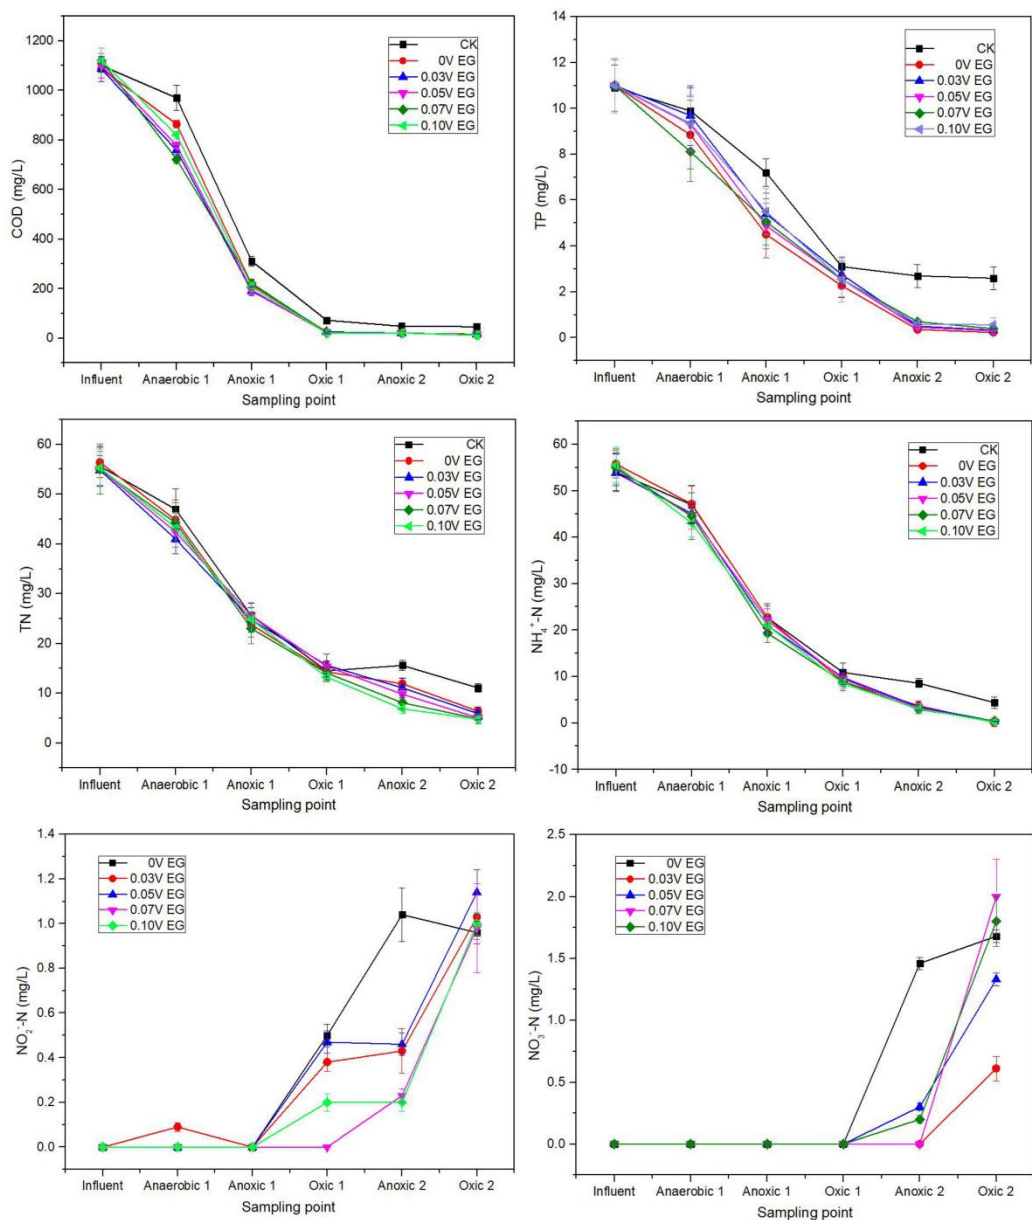 COD (mg/L)
1200
1000
800
600
400
200
0
CK
0V EG
0.03V EG
0.05V EG
0.07V EG
0.10V EG
Influent Anaerobic 1 Anoxic 1 Oxic 1 Anoxic 2 Oxic 2
Sampling point
TP (mg/L)
14
12
10
8
6
4
2
0
CK
0V EG
0.03V EG
0.05V EG
0.07V EG
0.10V EG
Influent Anaerobic 1 Anoxic 1 Oxic 1 Anoxic 2 Oxic 2
Sampling point
TN (mg/L)
60
50
40
30
20
10
0
CK
0V EG
0.03V EG
0.05V EG
0.07V EG
0.10V EG
Influent Anaerobic 1 Anoxic 1 Oxic 1 Anoxic 2 Oxic 2
Sampling point
NH₄⁺-N (mg/L)
60
50
40
30
20
10
0
-10
CK
0V EG
0.03V EG
0.05V EG
0.07V EG
0.10V EG
Influent Anaerobic 1 Anoxic 1 Oxic 1 Anoxic 2 Oxic 2
Sampling point
NO₂⁻-N (mg/L)
1.4
1.2
1.0
0.8
0.6
0.4
0.2
0.0
0V EG
0.03V EG
0.05V EG
0.07V EG
0.10V EG
Influent Anaerobic 1 Anoxic 1 Oxic 1 Anoxic 2 Oxic 2
Sampling point
NO₃⁻-N (mg/L)
2.5
2.0
1.5
1.0
0.5
0.0
0V EG
0.03V EG
0.05V EG
0.07V EG
0.10V EG
Influent Anaerobic 1 Anoxic 1 Oxic 1 Anoxic 2 Oxic 2
Sampling point